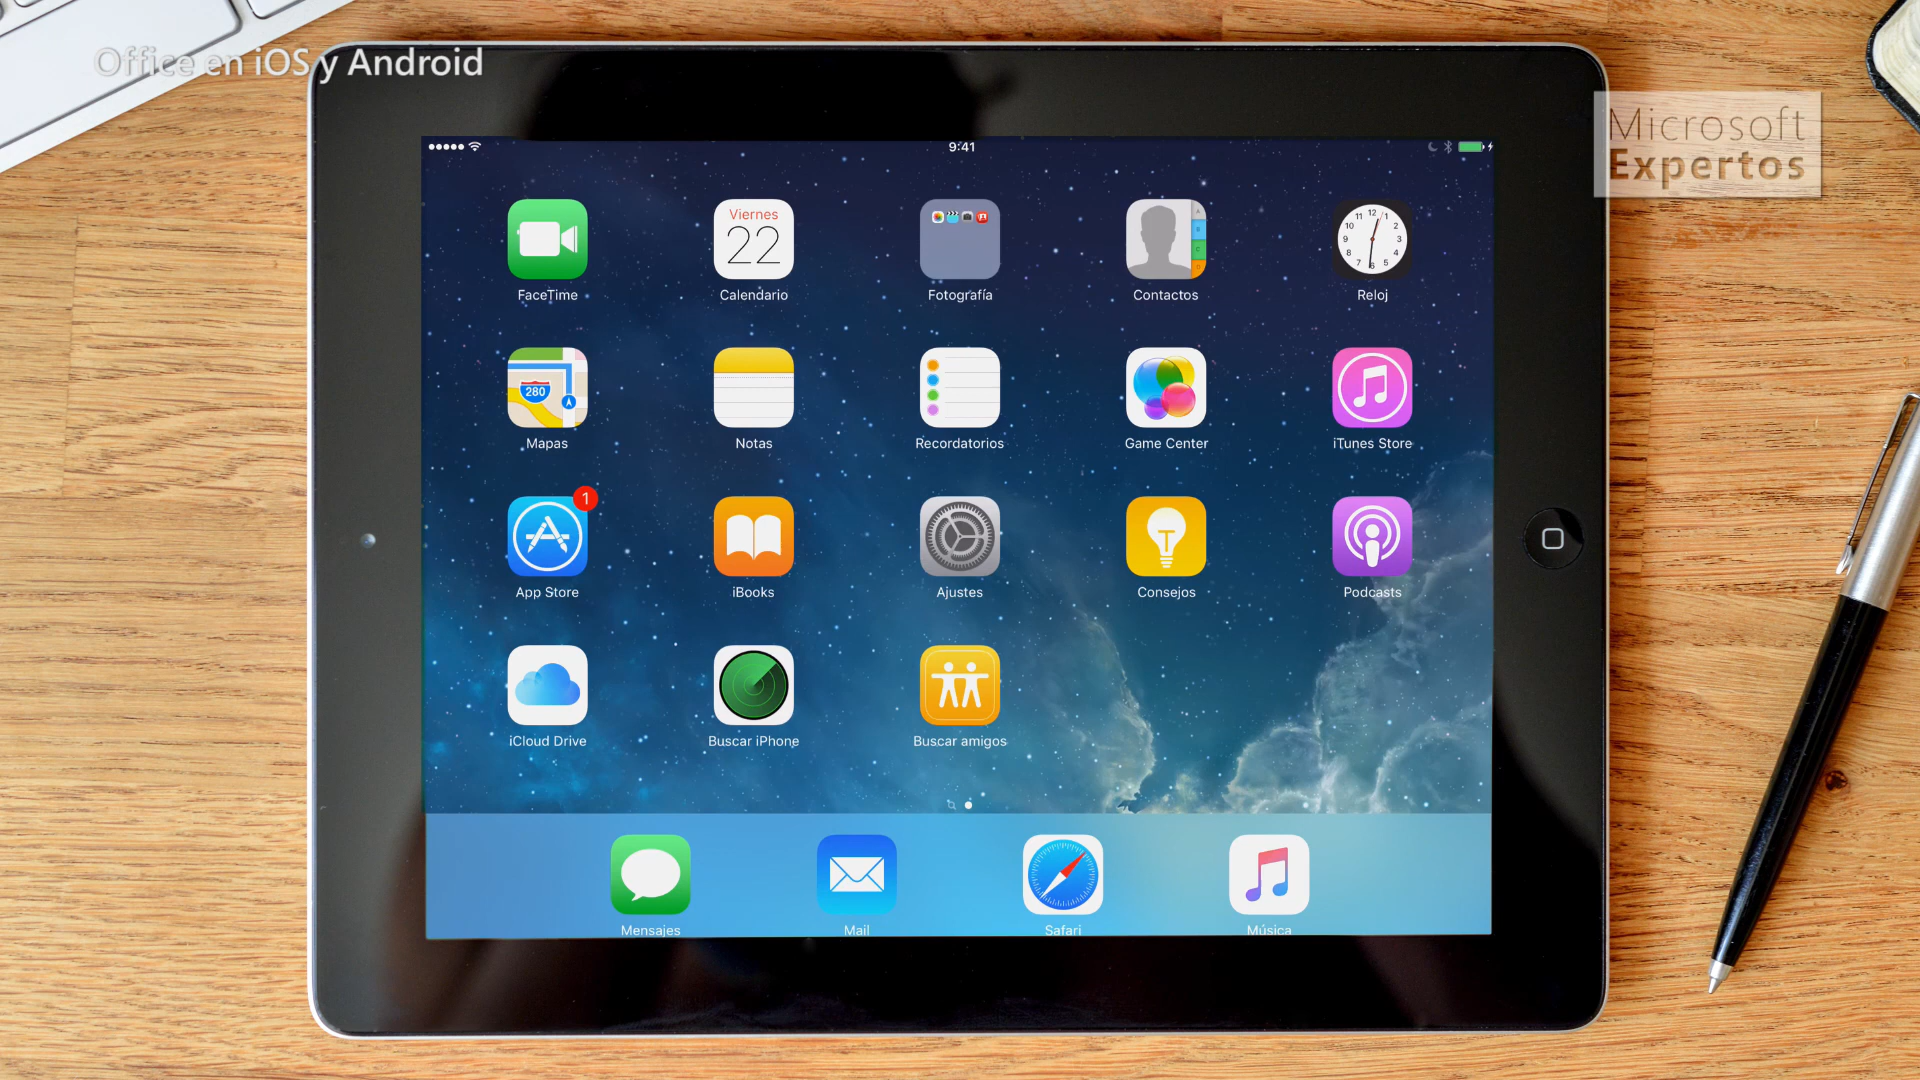 Office en iOS y Android
Microsoft
Expertos
9:41
Viernes
22
FaceTime
Calendario
Fotografía
Contactos
Reloj
280
Mapas
Notas
Recordatorios
Game Center
iTunes Store
1
App Store
iBooks
Ajustes
Consejos
Podcasts
iCloud Drive
Buscar iPhone
Buscar amigos
Mensajes
Mail
Safari
Música